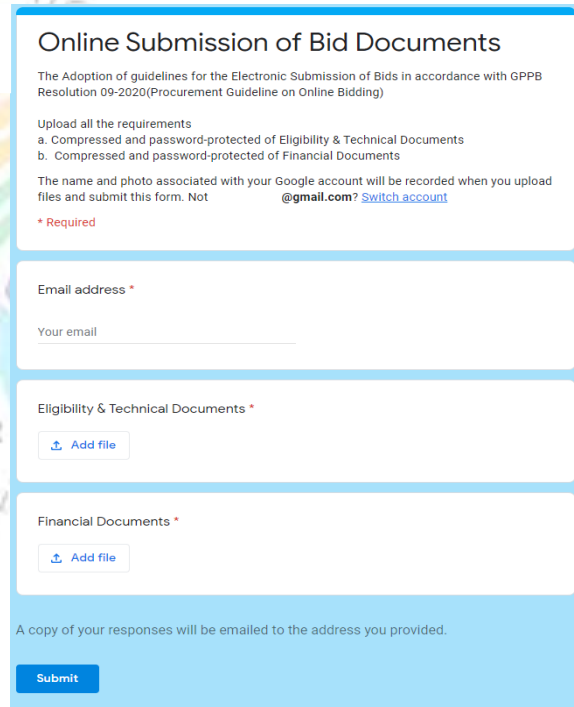 Online Submission of Bid Documents
The Adoption of guidelines for the Electronic Submission of Bids in accordance with GPPB
Resolution 09-2020(Procurement Guideline on Online Bidding)
Upload all the requirements
a. Compressed and password-protected of Eligibility & Technical Documents
b. Compressed and password-protected of Financial Documents
The name and photo associated with your Google account will be recorded when you upload
files and submit this form. Not @gmail.com? Switch account
* Required
Email address *
Your email
Eligibility & Technical Documents *
Add file
Financial Documents *
Add file
A copy of your responses will be emailed to the address you provided.
Submit